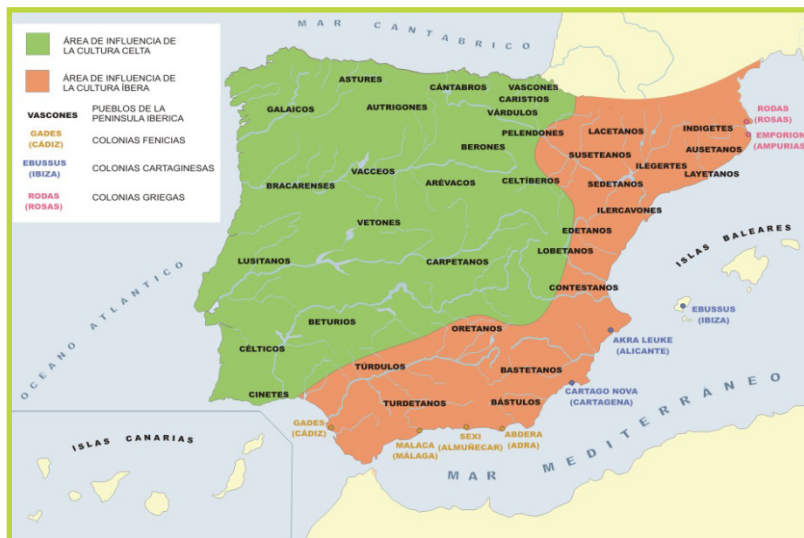 MAR CANTÁBRICO
ÁREA DE INFLUENCIA DE
LA CULTURA CELTA
ÁREA DE INFLUENCIA DE
LA CULTURA ÍBERA
VASCONES
PUEBLOS DE LA
PENINSULA IBERICA
GADES
(CÁDIZ)
COLONIAS FENICIAS
EBUSSUS
(IBIZA)
COLONIAS CARTAGINESAS
RODAS
(ROSAS)
COLONIAS GRIEGAS
ASTURES
CÁNTABROS
VASCONES
CARISTIOS
VÁRDULOS
GALAICOS
AUTRIGONES
PELENDONES
LACETANOS
INDIGETES
RODAS
(ROSAS)
EMPORION
(AMPURIAS)
BERONES
SUSETEANOS
AUSETANOS
ILEGERTES
LAYETANOS
VACCEOS
BRACARENSES
ARÉVACOS
CELTÍBEROS
SEDETANOS
ILERCAVONES
VETONES
EDETANOS
LOBETANOS
LUSITANOS
CARPETANOS
CONTESTANOS
ISLAS BALEARES
EBUSSUS
(IBIZA)
OCEANO ATLÁNTICO
BETURIOS
ORETANOS
AKRA LEUKE
(ALICANTE)
CÉLTICOS
TÚRDULOS
BASTETANOS
CARTAGO NOVA
(CARTAGENA)
CINETES
TURDETANOS
BÁSTULOS
GADES
(CÁDIZ)
MALACA
(MÁLAGA)
SEXI
(ALMUÑECAR)
ABDERA
(ADRA)
MAR MEDITERRÁNEO
ISLAS CANARIAS